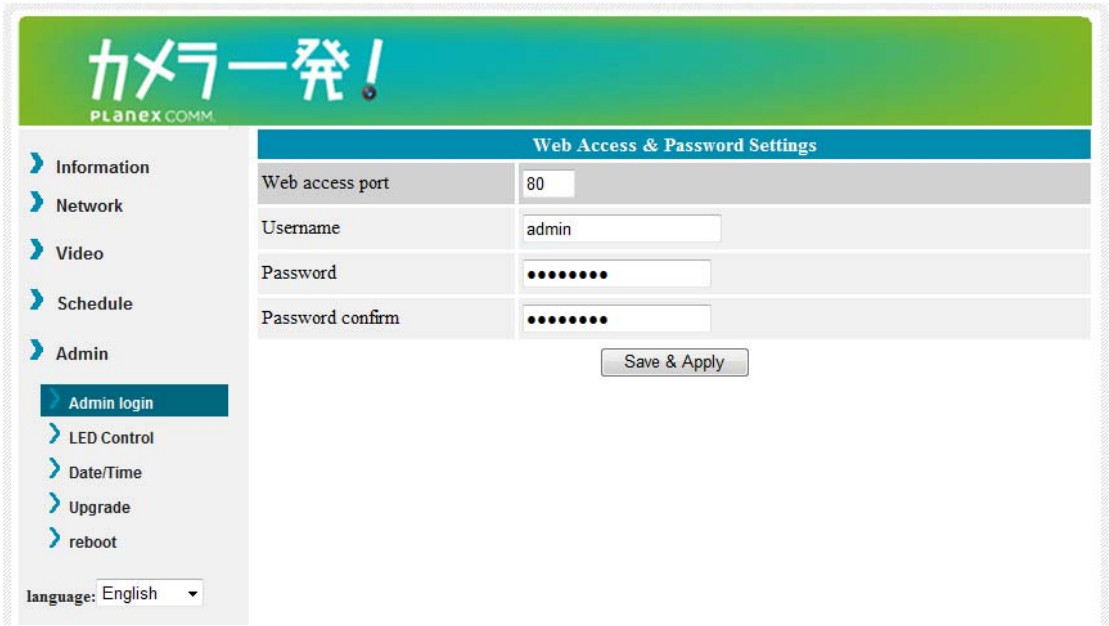 カメラ一発!
PLANEX COMM.
Information
Network
Video
Schedule
Admin
Admin login
LED Control
Date/Time
Upgrade
reboot
language: English
Web Access & Password Settings
Web access port 80
Username admin
Password ●●●●●●●●
Password confirm ●●●●●●●●
Save & Apply